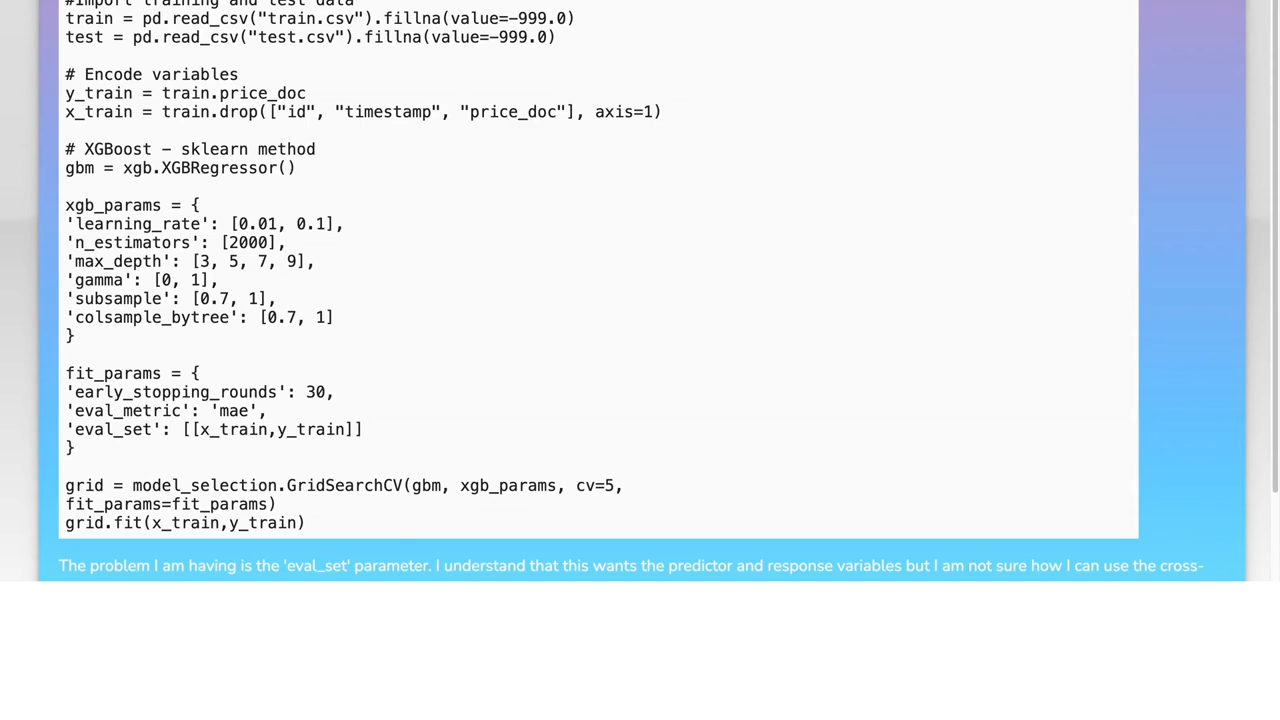 #Import training and test data
train = pd.read_csv("train.csv").fillna(value=-999.0)
test = pd.read_csv("test.csv").fillna(value=-999.0)
# Encode variables
y_train = train.price_doc
x_train = train.drop(["id", "timestamp", "price_doc"], axis=1)
# XGBoost - sklearn method
gbm = xgb.XGBRegressor()
xgb_params = {
'learning_rate': [0.01, 0.1],
'n_estimators': [2000],
'max_depth': [3, 5, 7, 9],
'gamma': [0, 1],
'subsample': [0.7, 1],
'colsample_bytree': [0.7, 1]
}
fit_params = {
'early_stopping_rounds': 30,
'eval_metric': 'mae',
'eval_set': [[x_train,y_train]]
}
grid = model_selection.GridSearchCV(gbm, xgb_params, cv=5,
fit_params=fit_params)
grid.fit(x_train,y_train)
The problem I am having is the 'eval_set' parameter. I understand that this wants the predictor and response variables but I am not sure how I can use the cross-